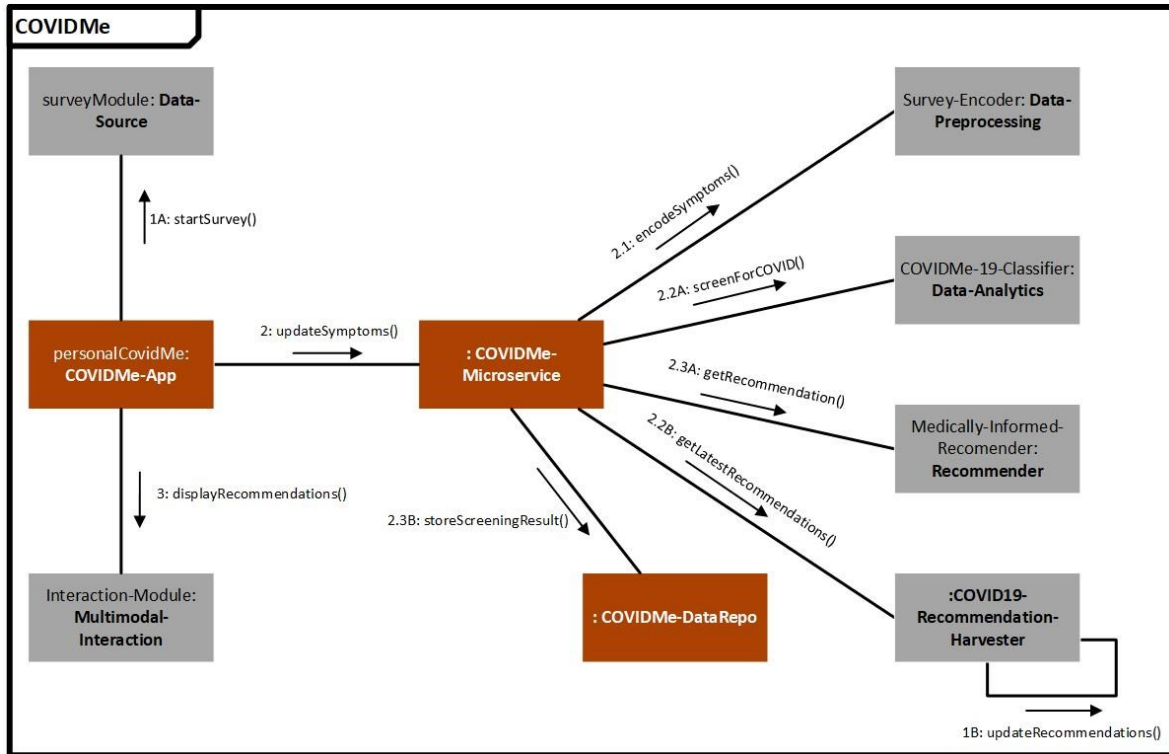 COVIDMe
surveyModule: Data-
Source
1A: startSurvey()
personalCovidMe:
COVIDMe-App
3: displayRecommendations()
Interaction-Module:
Multimodal-
Interaction
2: updateSymptoms()
: COVIDMe-
Microservice
2.1: encodeSymptoms()
2.2A: screenForCOVID()
2.3A: getRecommendation()
2.2B: getLatestRecommendations()
2.3B: storeScreeningResult()
: COVIDMe-DataRepo
Survey-Encoder: Data-
Preprocessing
COVIDMe-19-Classifier:
Data-Analytics
Medically-Informed-
Recomender:
Recommender
:COVID19-
Recommendation-
Harvester
1B: updateRecommendations()